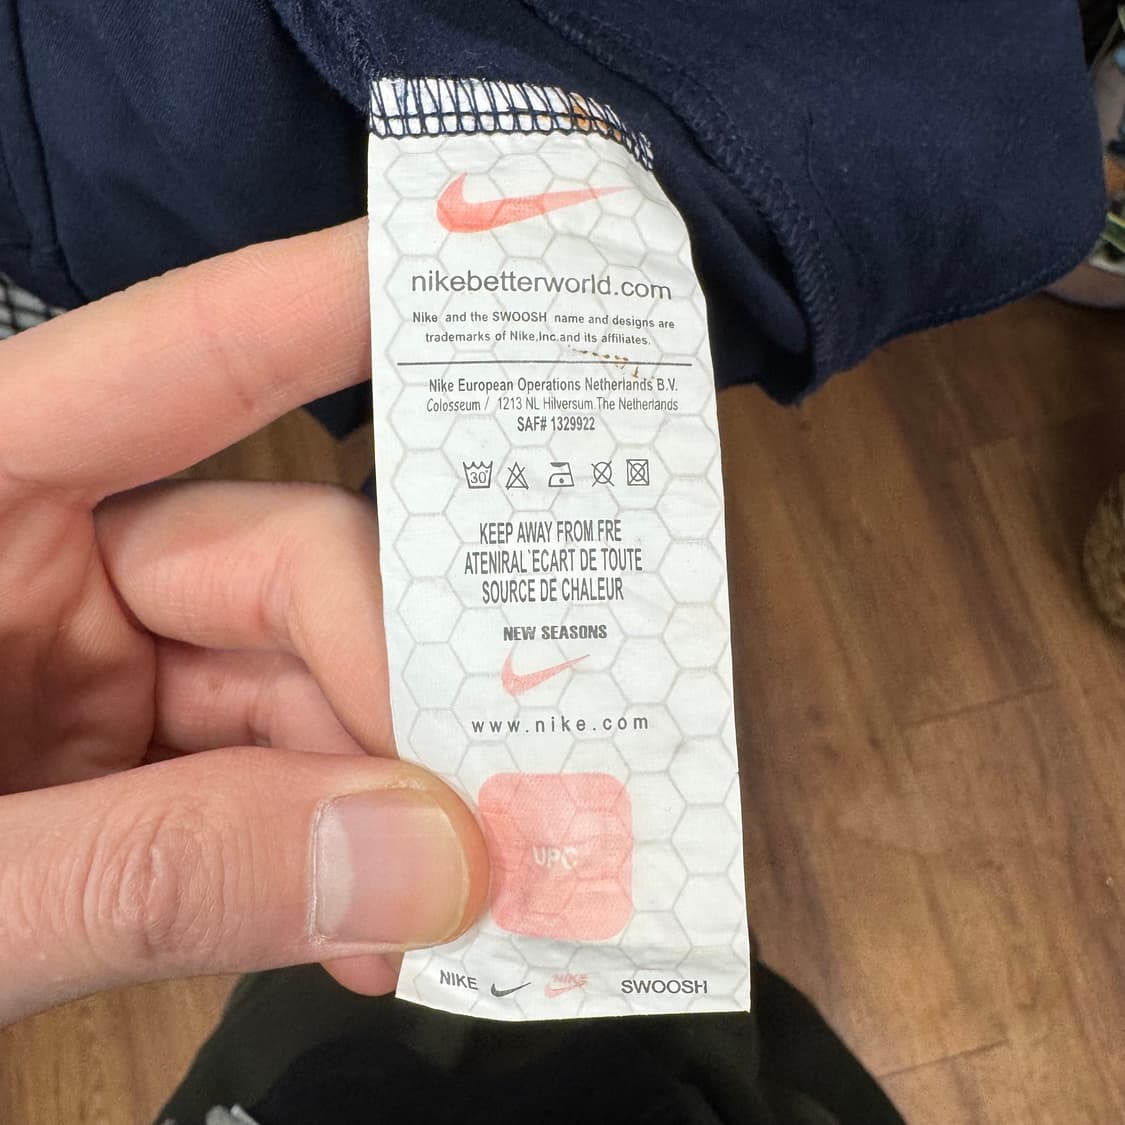 nikebetterworld.com
Nike and the SWOOSH name and designs are
trademarks of Nike,Inc.and its affiliates.
Nike European Operations Netherlands B.V.
Colosseum / 1213 NL Hilversum The Netherlands
SAF# 1329922
30°
KEEP AWAY FROM FRE
ATENIRAL`ECART DE TOUTE
SOURCE DE CHALEUR
NEW SEASONS
www.nike.com
UPC
NIKE NIKE SWOOSH